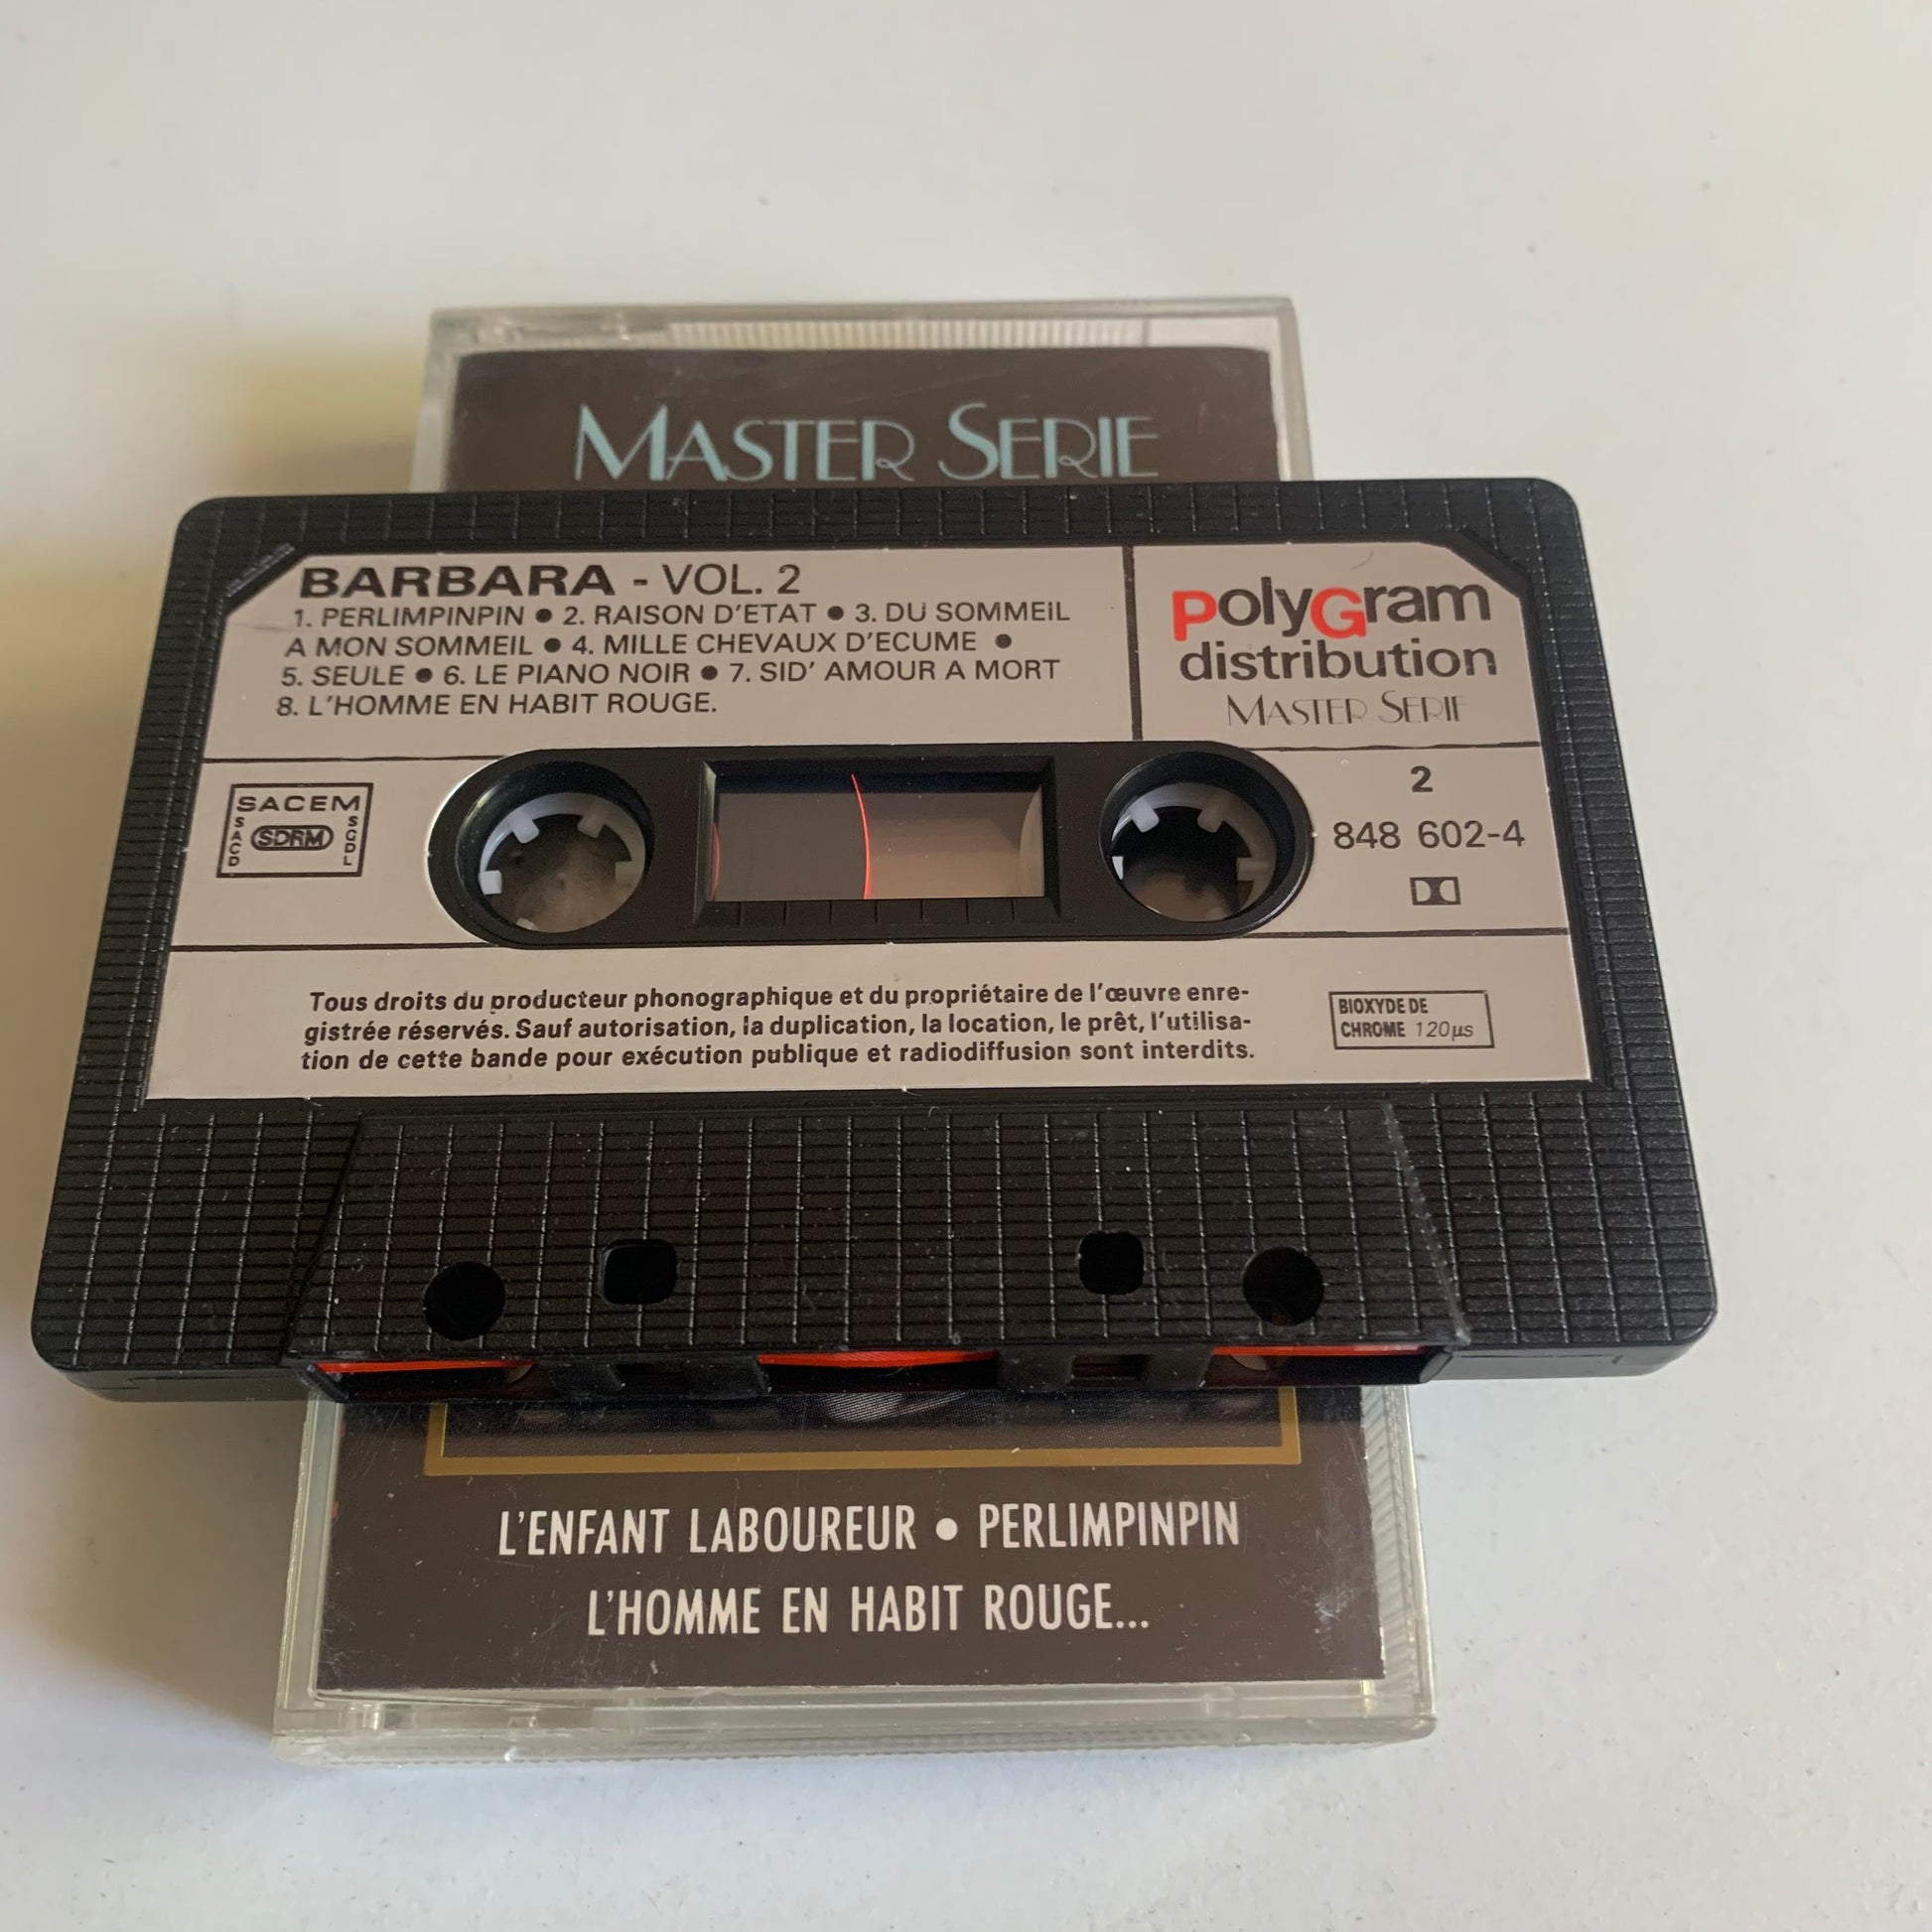 MASTER SERIE
BARBARA - VOL. 2
1. PERLIMPINPIN ● 2. RAISON D'ETAT ● 3. DU SOMMEIL
A MON SOMMEIL ● 4. MILLE CHEVAUX D'ECUME ●
5. SEULE ● 6. LE PIANO NOIR ● 7. SID' AMOUR A MORT
8. L'HOMME EN HABIT ROUGE.
polyGram
distribution
MASTER SERIE
SACEM
SACD
SDRM
SGDL
2
848 602-4
Tous droits du producteur phonographique et du propriétaire de l'œuvre enre-
gistrée réservés. Sauf autorisation, la duplication, la location, le prêt, l'utilisa-
tion de cette bande pour exécution publique et radiodiffusion sont interdits.
BIOXYDE DE
CHROME 120µs
L'ENFANT LABOUREUR • PERLIMPINPIN
L'HOMME EN HABIT ROUGE...